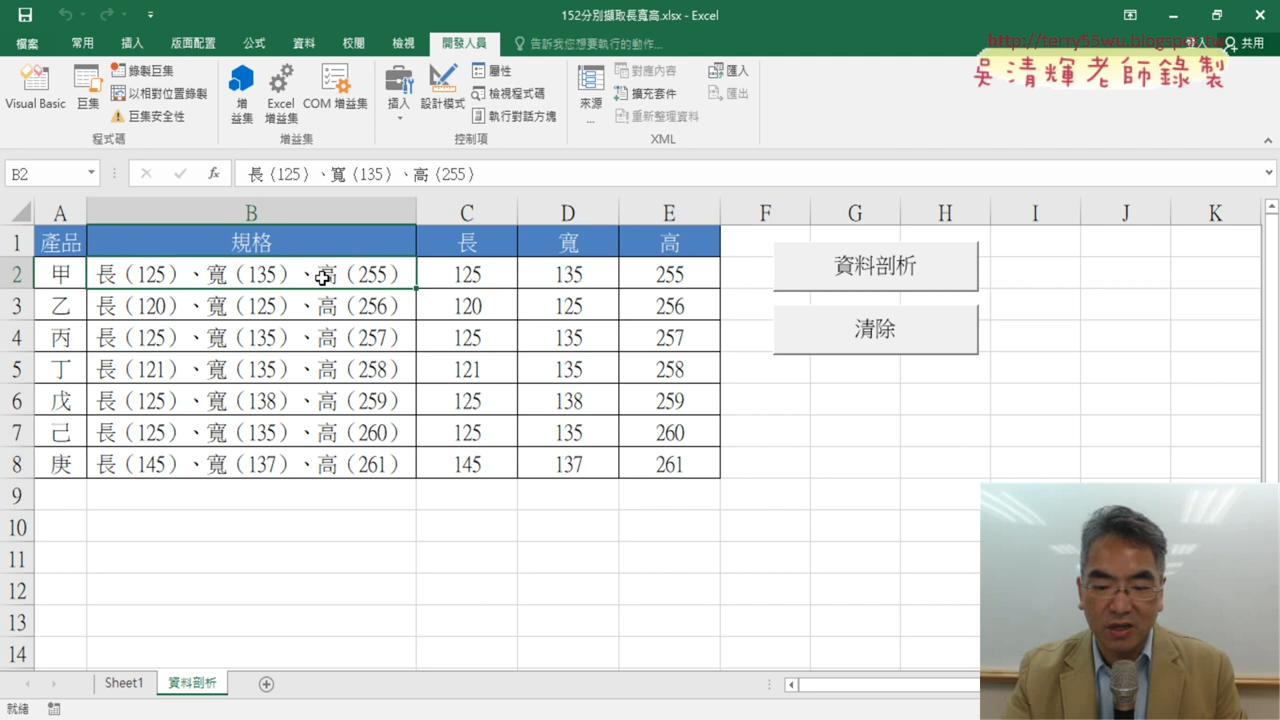 152分別擷取長寬高.xlsx - Excel
檔案 常用 插入 版面配置 公式 資料 校閱 檢視 開發人員 告訴我您想要執行的動作... 登入 共用
http://terry55wu.blogspot.tw
吳清輝老師錄製
Visual Basic 巨集 錄製巨集 以相對位置錄製 巨集安全性 增益集 Excel 增益集 COM 增益集 插入 設計模式 屬性 檢視程式碼 執行對話方塊 來源... 對應內容 擴充套件 重新整理資料 匯入 匯出
程式碼 增益集 控制項 XML
B2 fx 長（125）、寬（135）、高（255）
A B C D E F G H I J K
1 產品 規格 長 寬 高
2 甲 長（125）、寬（135）、高（255） 125 135 255
資料剖析
3 乙 長（120）、寬（125）、高（256） 120 125 256
清除
4 丙 長（125）、寬（135）、高（257） 125 135 257
5 丁 長（121）、寬（135）、高（258） 121 135 258
6 戊 長（125）、寬（138）、高（259） 125 138 259
7 己 長（125）、寬（135）、高（260） 125 135 260
8 庚 長（145）、寬（137）、高（261） 145 137 261
9
10
11
12
13
14
Sheet1 資料剖析
就緒